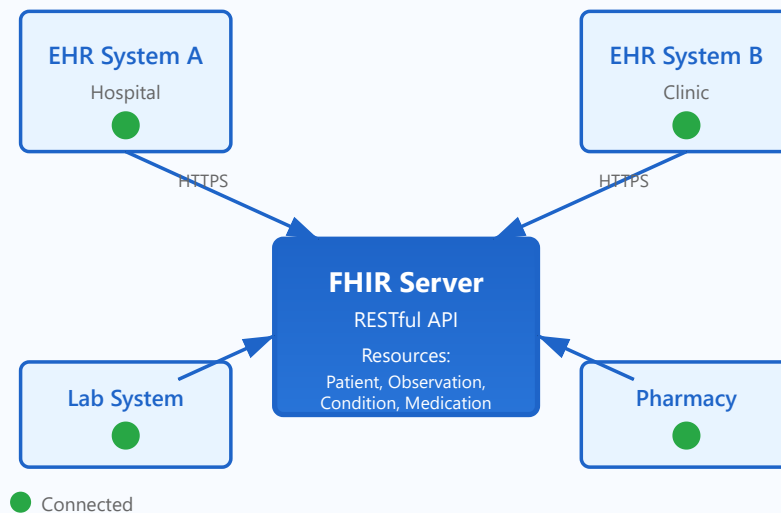 EHR System A
Hospital
EHR System B
Clinic
HTTPS
HTTPS
FHIR Server
RESTful API
Resources:
Patient, Observation,
Condition, Medication
Lab System
Pharmacy
Connected